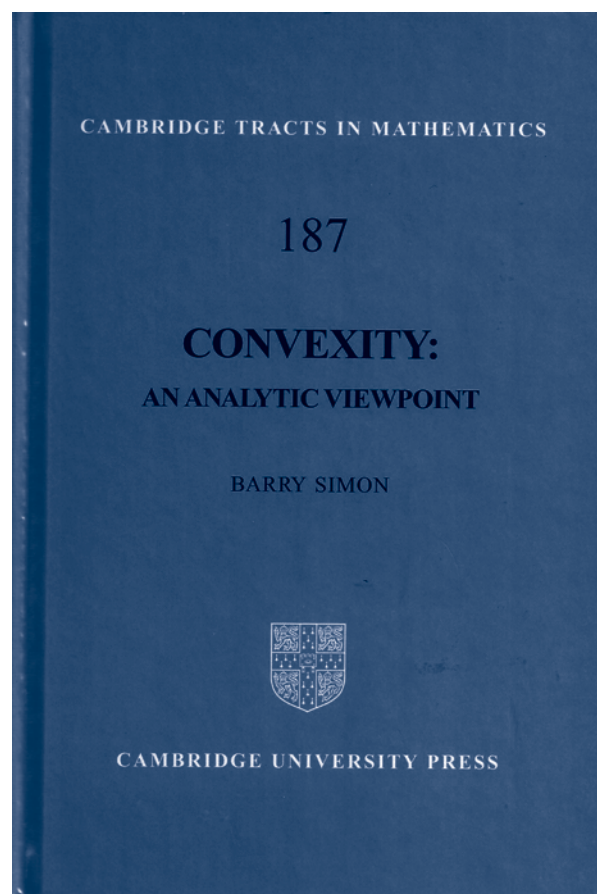 CAMBRIDGE TRACTS IN MATHEMATICS
187
CONVEXITY:
AN ANALYTIC VIEWPOINT
BARRY SIMON
CAMBRIDGE UNIVERSITY PRESS